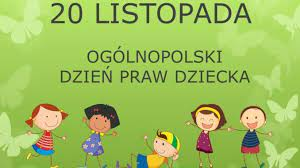 20 LISTOPADA
OGÓLNOPOLSKI
DZIEŃ PRAW DZIECKA